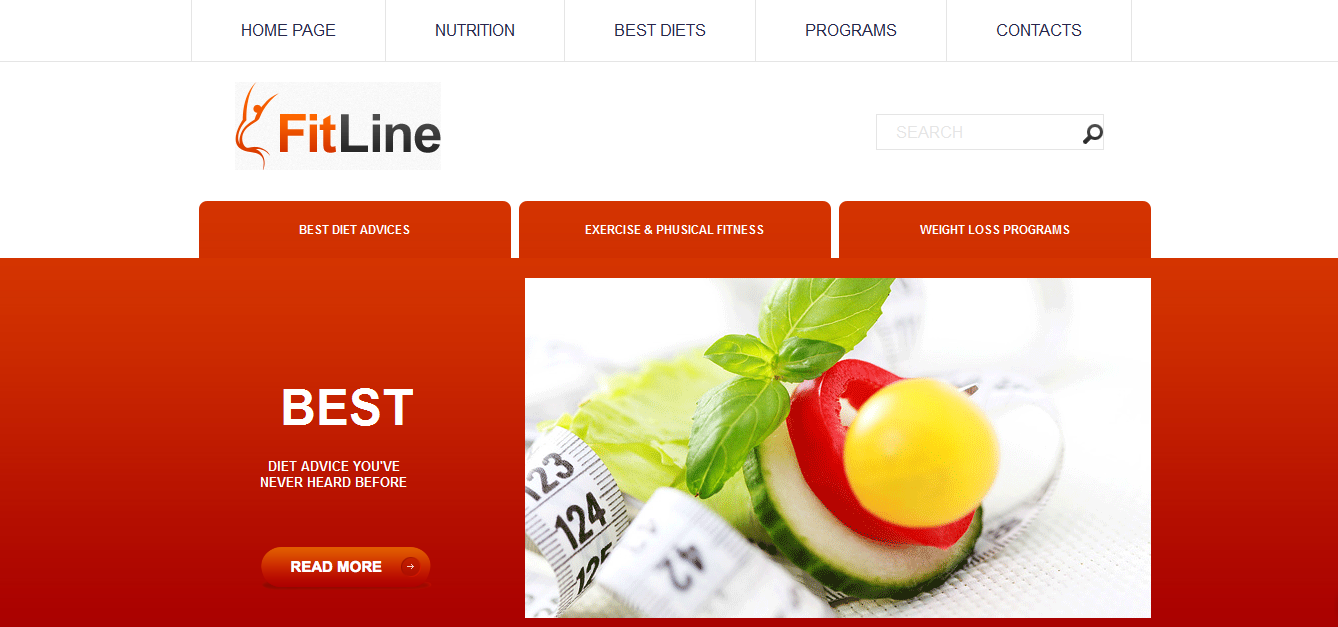 HOME PAGE
NUTRITION
BEST DIETS
PROGRAMS
CONTACTS
FitLine
SEARCH
BEST DIET ADVICES
EXERCISE & PHUSICAL FITNESS
WEIGHT LOSS PROGRAMS
BEST
DIET ADVICE YOU'VE
NEVER HEARD BEFORE
READ MORE
123
124
125
42